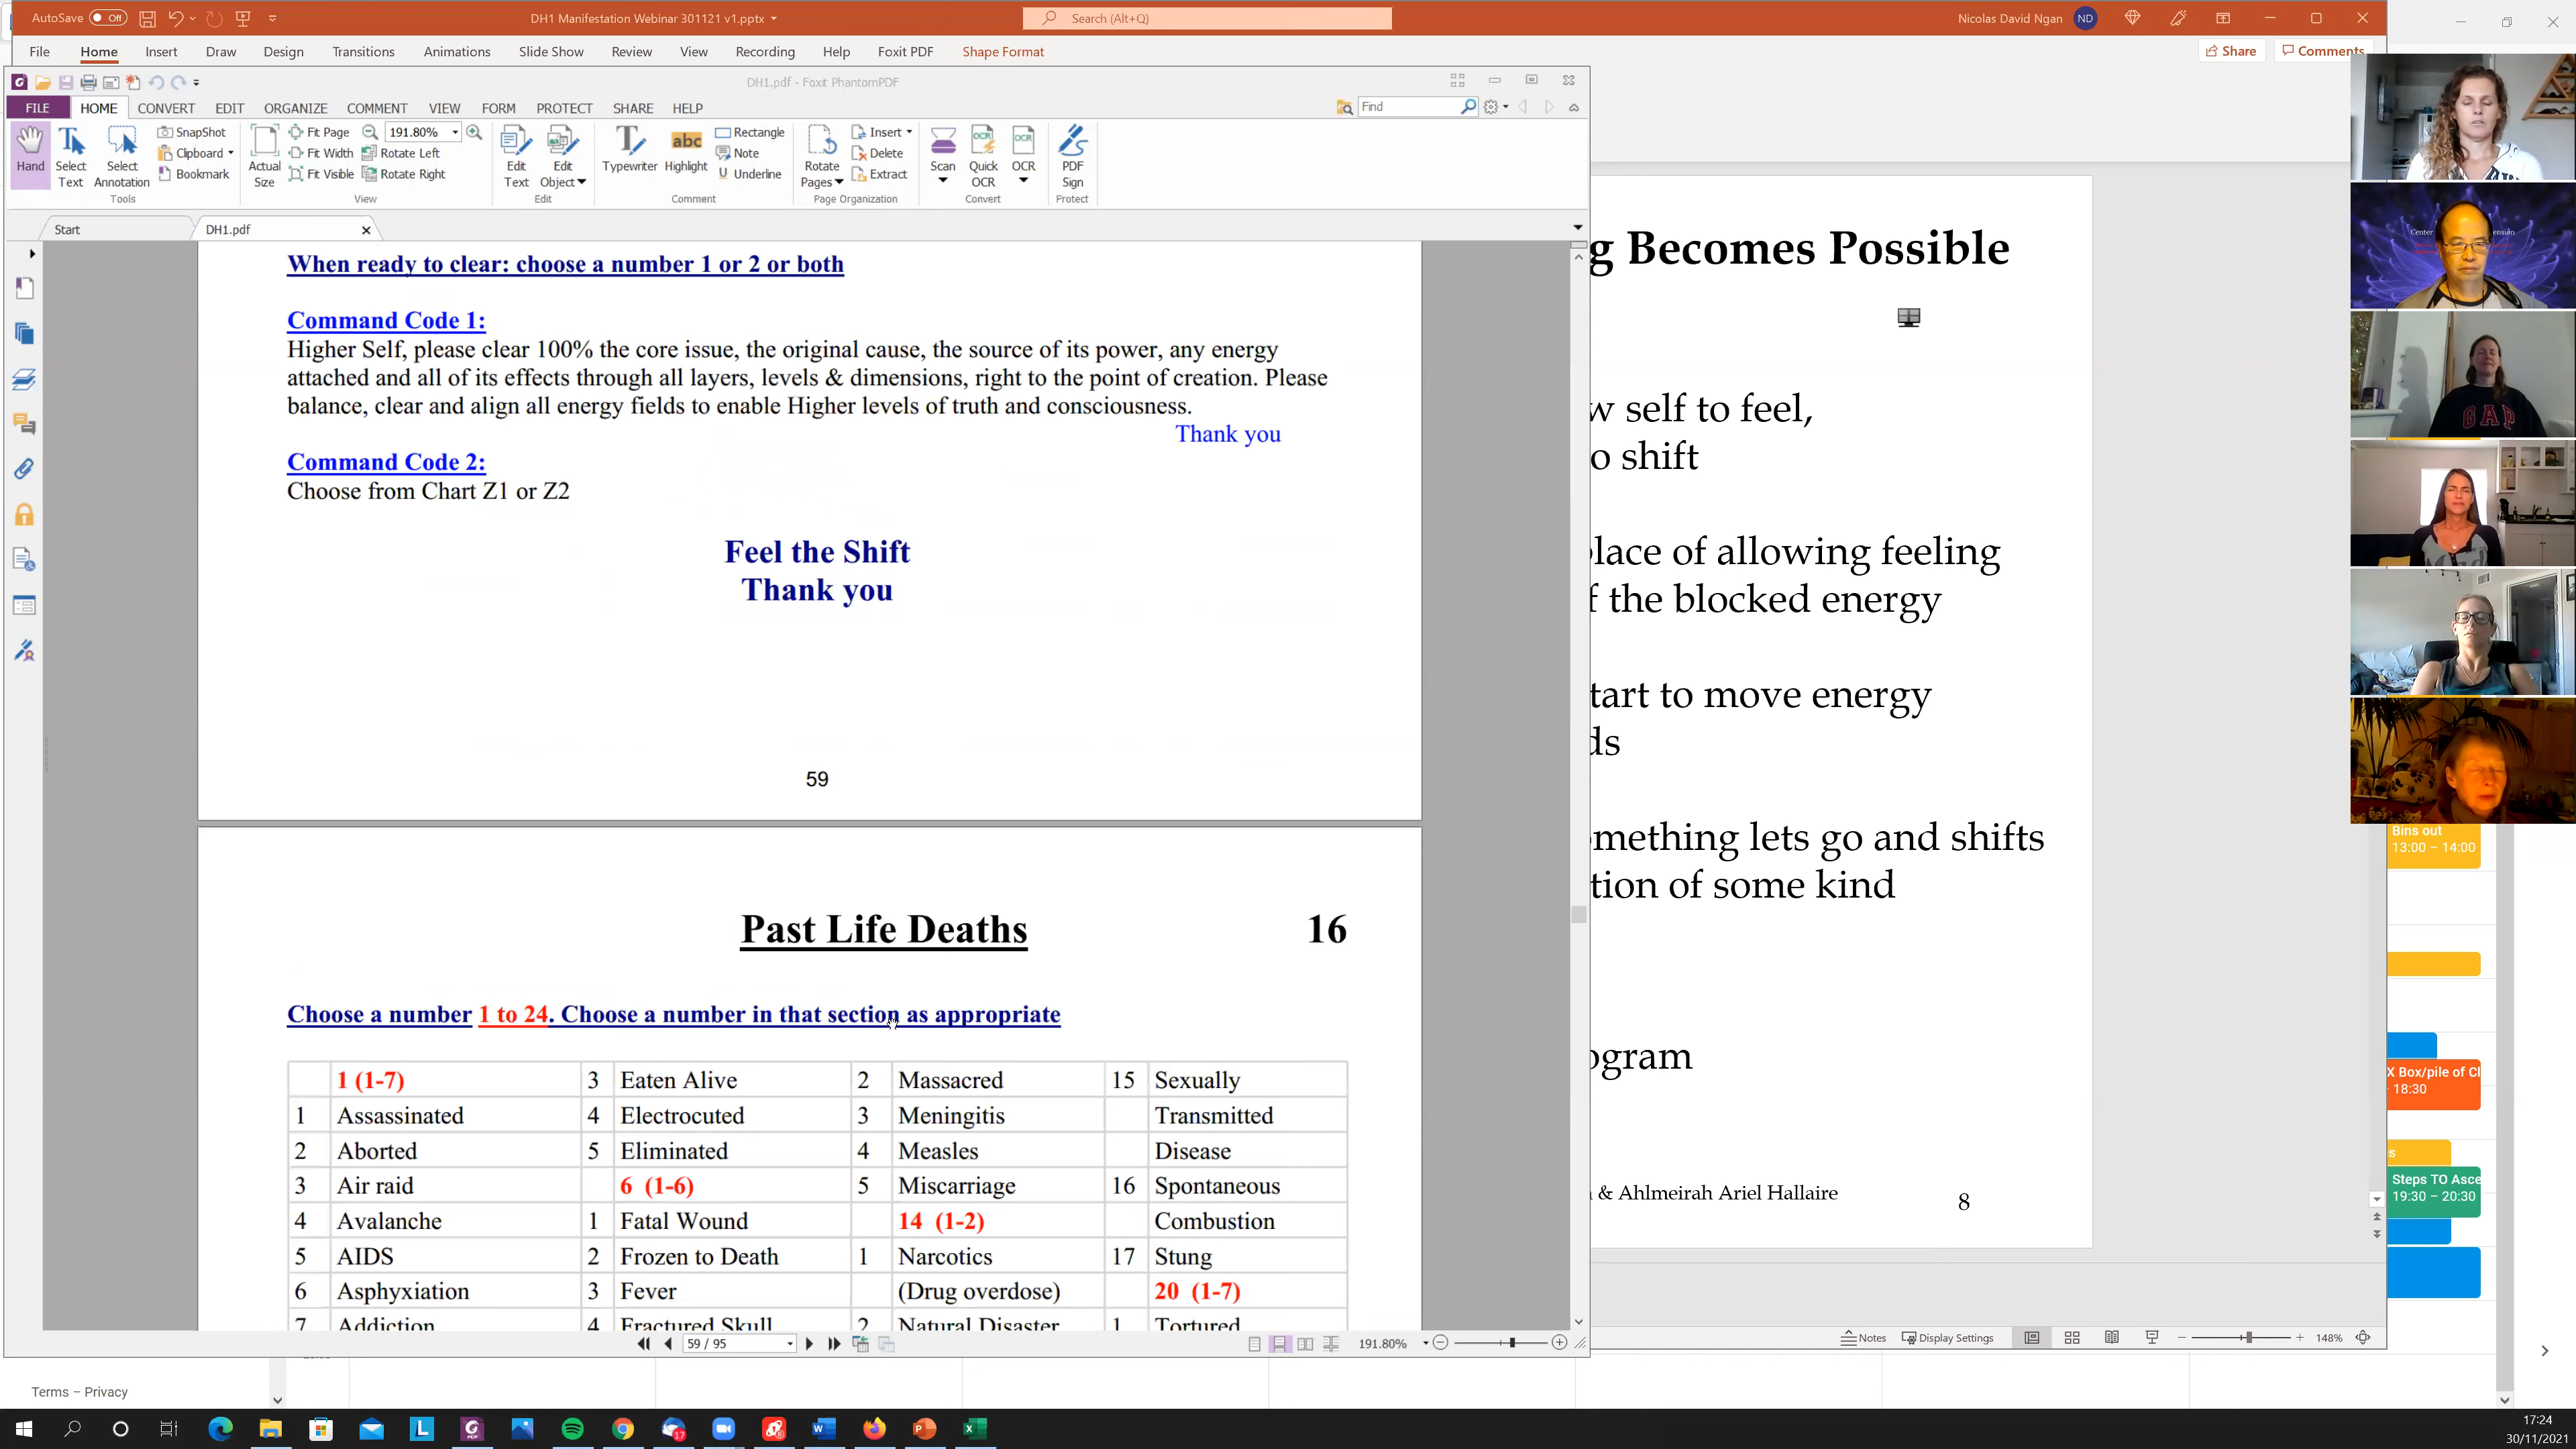 AutoSave Off
DH1 Manifestation Webinar 301121 v1.pptx
Search (Alt+Q)
Nicolas David Ngan ND
File Home Insert Draw Design Transitions Animations Slide Show Review View Recording Help Foxit PDF Shape Format
Share Comments
DH1.pdf - Foxit PhantomPDF
FILE HOME CONVERT EDIT ORGANIZE COMMENT VIEW FORM PROTECT SHARE HELP
Find
SnapShot Fit Page 191.80% Rectangle Insert
Clipboard Fit Width Rotate Left Note Delete
Bookmark Fit Visible Rotate Right Underline Extract
Hand Select Text Select Annotation Actual Size Edit Text Edit Object Typewriter Highlight Rotate Pages Scan Quick OCR OCR PDF Sign
Tools View Edit Comment Page Organization Convert Protect
Start DH1.pdf
When ready to clear: choose a number 1 or 2 or both
Command Code 1:
Higher Self, please clear 100% the core issue, the original cause, the source of its power, any energy
attached and all of its effects through all layers, levels & dimensions, right to the point of creation. Please
balance, clear and align all energy fields to enable Higher levels of truth and consciousness.
Thank you
Command Code 2:
Choose from Chart Z1 or Z2
Feel the Shift
Thank you
59
Past Life Deaths 16
Choose a number 1 to 24. Choose a number in that section as appropriate
1 (1-7) 3 Eaten Alive 2 Massacred 15 Sexually
1 Assassinated 4 Electrocuted 3 Meningitis Transmitted
2 Aborted 5 Eliminated 4 Measles Disease
3 Air raid 6 (1-6) 5 Miscarriage 16 Spontaneous
4 Avalanche 1 Fatal Wound 14 (1-2) Combustion
5 AIDS 2 Frozen to Death 1 Narcotics 17 Stung
6 Asphyxiation 3 Fever (Drug overdose) 20 (1-7)
7 Addiction 4 Fractured Skull 2 Natural Disaster 1 Tortured
59 / 95
191.80%
g Becomes Possible
w self to feel,
o shift
lace of allowing feeling
f the blocked energy
tart to move energy
ds
mething lets go and shifts
tion of some kind
ogram
& Ahlmeirah Ariel Hallaire
8
Notes Display Settings 148%
Center
ension
GAP
Bins out
13:00 – 14:00
X Box/pile of Cl
18:30
s
Steps TO Asce
19:30 – 20:30
Terms – Privacy
17
17:24
30/11/2021